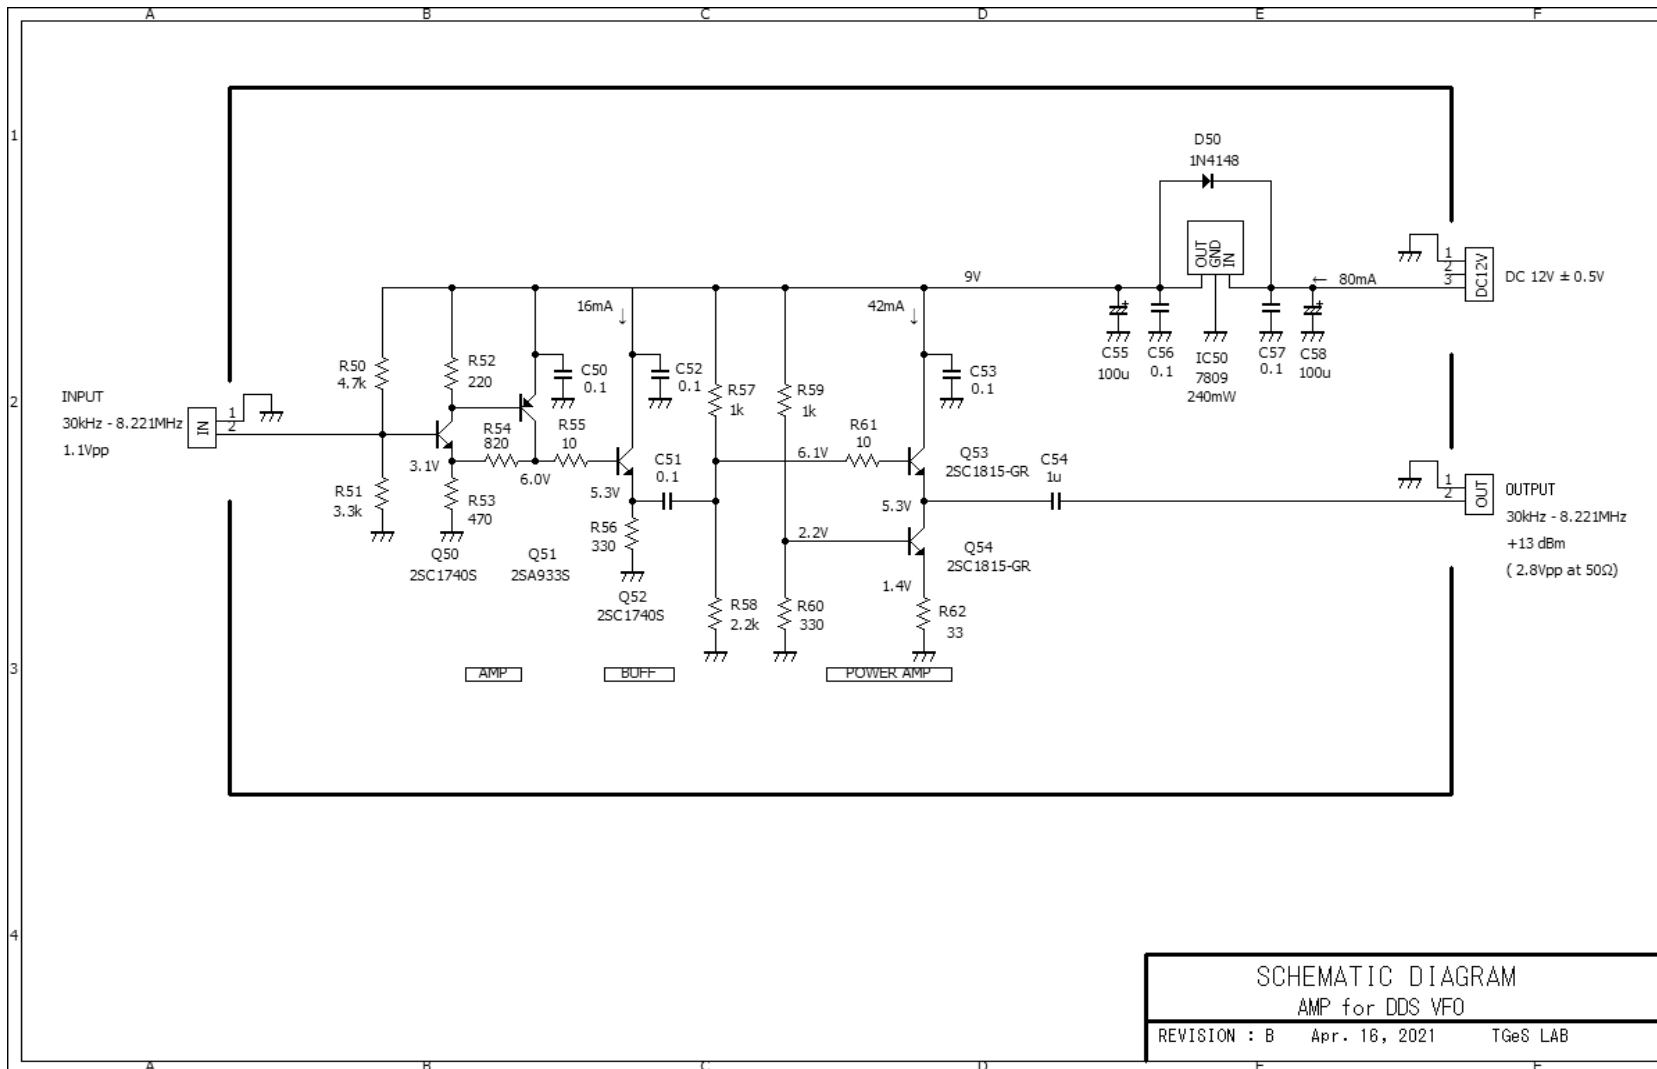 A B C D E F
1
D50
1N4148
OUT
GND
IN
1
2
3
DC12V
DC 12V ± 0.5V
9V
← 80mA
16mA ↓
42mA ↓
C55
100u
C56
0.1
IC50
7809
240mW
C57
0.1
C58
100u
2
INPUT
30kHz - 8.221MHz
1.1Vpp
IN
1
2
R50
4.7k
R52
220
C50
0.1
C52
0.1
R57
1k
R59
1k
C53
0.1
R54
820
R55
10
R61
10
3.1V
6.0V
5.3V
C51
0.1
6.1V
Q53
2SC1815-GR
C54
1u
5.3V
R51
3.3k
R53
470
R56
330
2.2V
Q54
2SC1815-GR
1.4V
1
2
OUT
OUTPUT
30kHz - 8.221MHz
+13 dBm
( 2.8Vpp at 50Ω)
Q50
2SC1740S
Q51
2SA933S
Q52
2SC1740S
R58
2.2k
R60
330
R62
33
3
AMP
BUFF
POWER AMP
4
SCHEMATIC DIAGRAM
AMP for DDS VFO
REVISION : B Apr. 16, 2021 TGeS LAB
A B C D E F